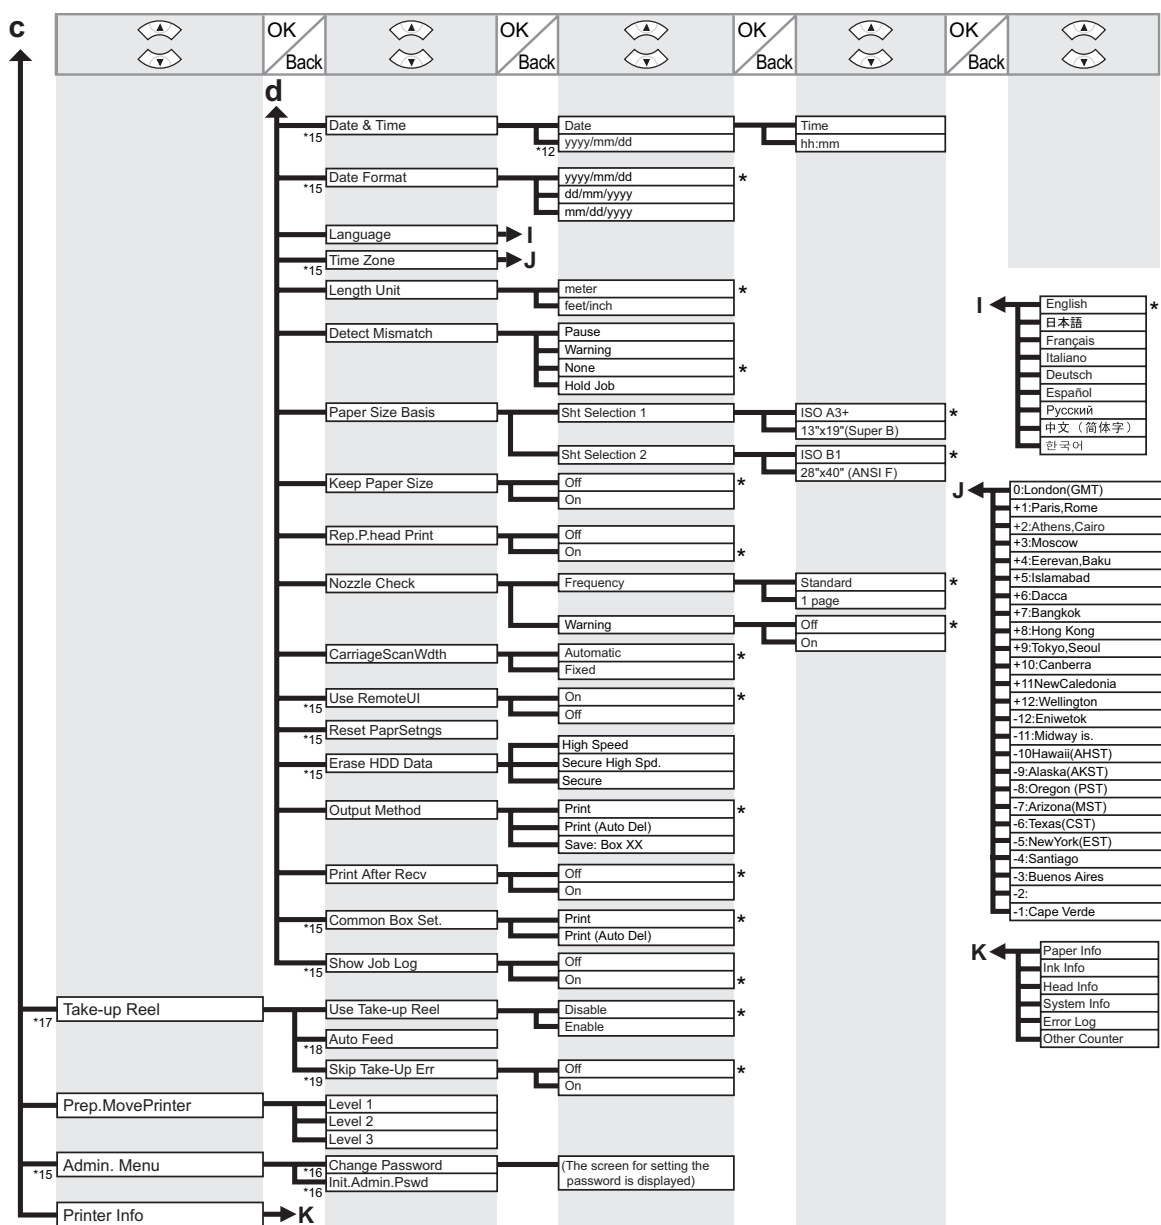 c
OK
Back
OK
Back
OK
Back
OK
Back
d
*15
Date & Time
*12
Date
yyyy/mm/dd
Time
hh:mm
*15
Date Format
yyyy/mm/dd
*
dd/mm/yyyy
mm/dd/yyyy
Language
I
*15
Time Zone
J
Length Unit
meter
*
feet/inch
Detect Mismatch
Pause
Warning
None
*
Hold Job
Paper Size Basis
Sht Selection 1
ISO A3+
*
13"x19"(Super B)
Sht Selection 2
ISO B1
*
28"x40" (ANSI F)
Keep Paper Size
Off
*
On
Rep.P.head Print
Off
On
*
Nozzle Check
Frequency
Standard
*
1 page
Warning
Off
*
On
CarriageScanWdth
Automatic
*
Fixed
*15
Use RemoteUI
On
*
Off
*15
Reset PaprSetngs
*15
Erase HDD Data
High Speed
Secure High Spd.
Secure
Output Method
Print
*
Print (Auto Del)
Save: Box XX
Print After Recv
Off
*
On
*15
Common Box Set.
Print
*
Print (Auto Del)
*15
Show Job Log
Off
On
*
*17
Take-up Reel
Use Take-up Reel
Disable
*
Enable
*18
Auto Feed
*19
Skip Take-Up Err
Off
*
On
Prep.MovePrinter
Level 1
Level 2
Level 3
*15
Admin. Menu
*16
Change Password
(The screen for setting the
password is displayed)
*16
Init.Admin.Pswd
Printer Info
K
I
English
*
日本語
Français
Italiano
Deutsch
Español
Русский
中文（简体字）
한국어
J
0:London(GMT)
+1:Paris,Rome
+2:Athens,Cairo
+3:Moscow
+4:Eerevan,Baku
+5:Islamabad
+6:Dacca
+7:Bangkok
+8:Hong Kong
+9:Tokyo,Seoul
+10:Canberra
+11NewCaledonia
+12:Wellington
-12:Eniwetok
-11:Midway is.
-10Hawaii(AHST)
-9:Alaska(AKST)
-8:Oregon (PST)
-7:Arizona(MST)
-6:Texas(CST)
-5:NewYork(EST)
-4:Santiago
-3:Buenos Aires
-2:
-1:Cape Verde
K
Paper Info
Ink Info
Head Info
System Info
Error Log
Other Counter